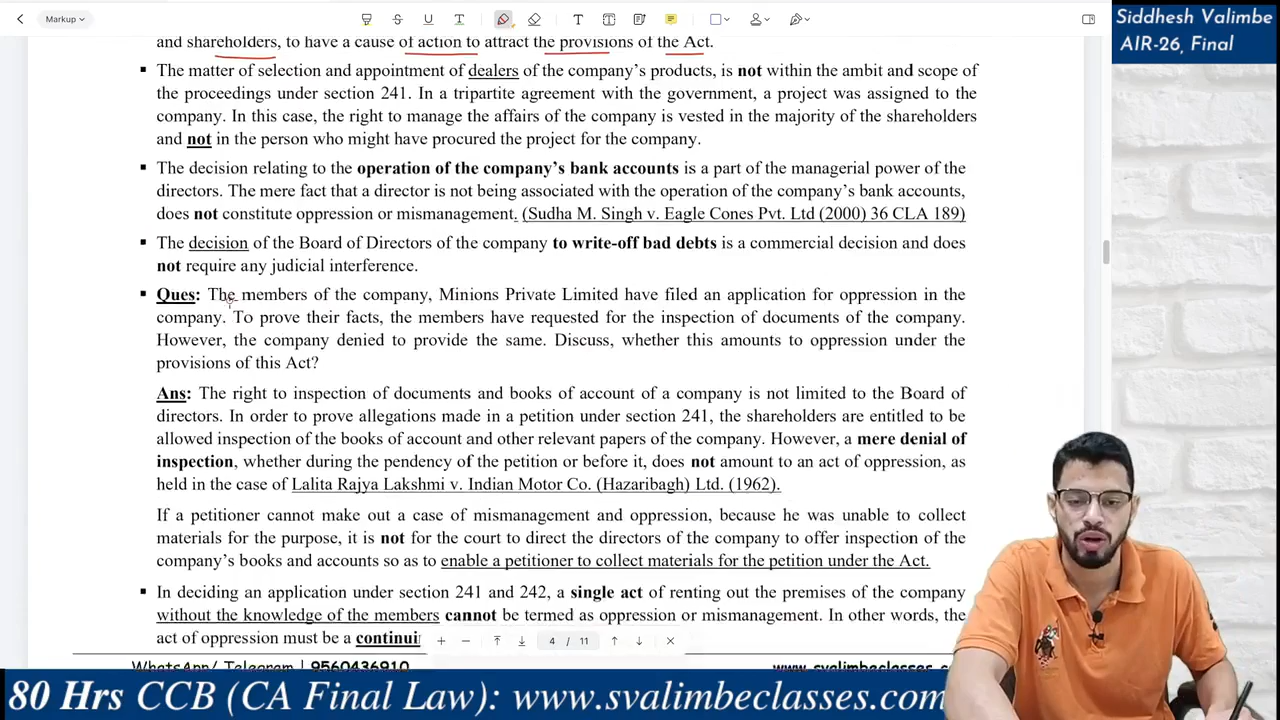 Markup
Siddhesh Valimbe
AIR-26, Final
and shareholders, to have a cause of action to attract the provisions of the Act.
▪ The matter of selection and appointment of dealers of the company's products, is not within the ambit and scope of
the proceedings under section 241. In a tripartite agreement with the government, a project was assigned to the
company. In this case, the right to manage the affairs of the company is vested in the majority of the shareholders
and not in the person who might have procured the project for the company.
▪ The decision relating to the operation of the company's bank accounts is a part of the managerial power of the
directors. The mere fact that a director is not being associated with the operation of the company's bank accounts,
does not constitute oppression or mismanagement. (Sudha M. Singh v. Eagle Cones Pvt. Ltd (2000) 36 CLA 189)
▪ The decision of the Board of Directors of the company to write-off bad debts is a commercial decision and does
not require any judicial interference.
▪ Ques: The members of the company, Minions Private Limited have filed an application for oppression in the
company. To prove their facts, the members have requested for the inspection of documents of the company.
However, the company denied to provide the same. Discuss, whether this amounts to oppression under the
provisions of this Act?
Ans: The right to inspection of documents and books of account of a company is not limited to the Board of
directors. In order to prove allegations made in a petition under section 241, the shareholders are entitled to be
allowed inspection of the books of account and other relevant papers of the company. However, a mere denial of
inspection, whether during the pendency of the petition or before it, does not amount to an act of oppression, as
held in the case of Lalita Rajya Lakshmi v. Indian Motor Co. (Hazaribagh) Ltd. (1962).
If a petitioner cannot make out a case of mismanagement and oppression, because he was unable to collect
materials for the purpose, it is not for the court to direct the directors of the company to offer inspection of the
company's books and accounts so as to enable a petitioner to collect materials for the petition under the Act.
▪ In deciding an application under section 241 and 242, a single act of renting out the premises of the company
without the knowledge of the members cannot be termed as oppression or mismanagement. In other words, the
act of oppression must be a
4 / 11
WhatsApp/ Telegram | 9560436910
www.svalimbeclasses.com
80 Hrs CCB (CA Final Law): www.svalimbeclasses.com